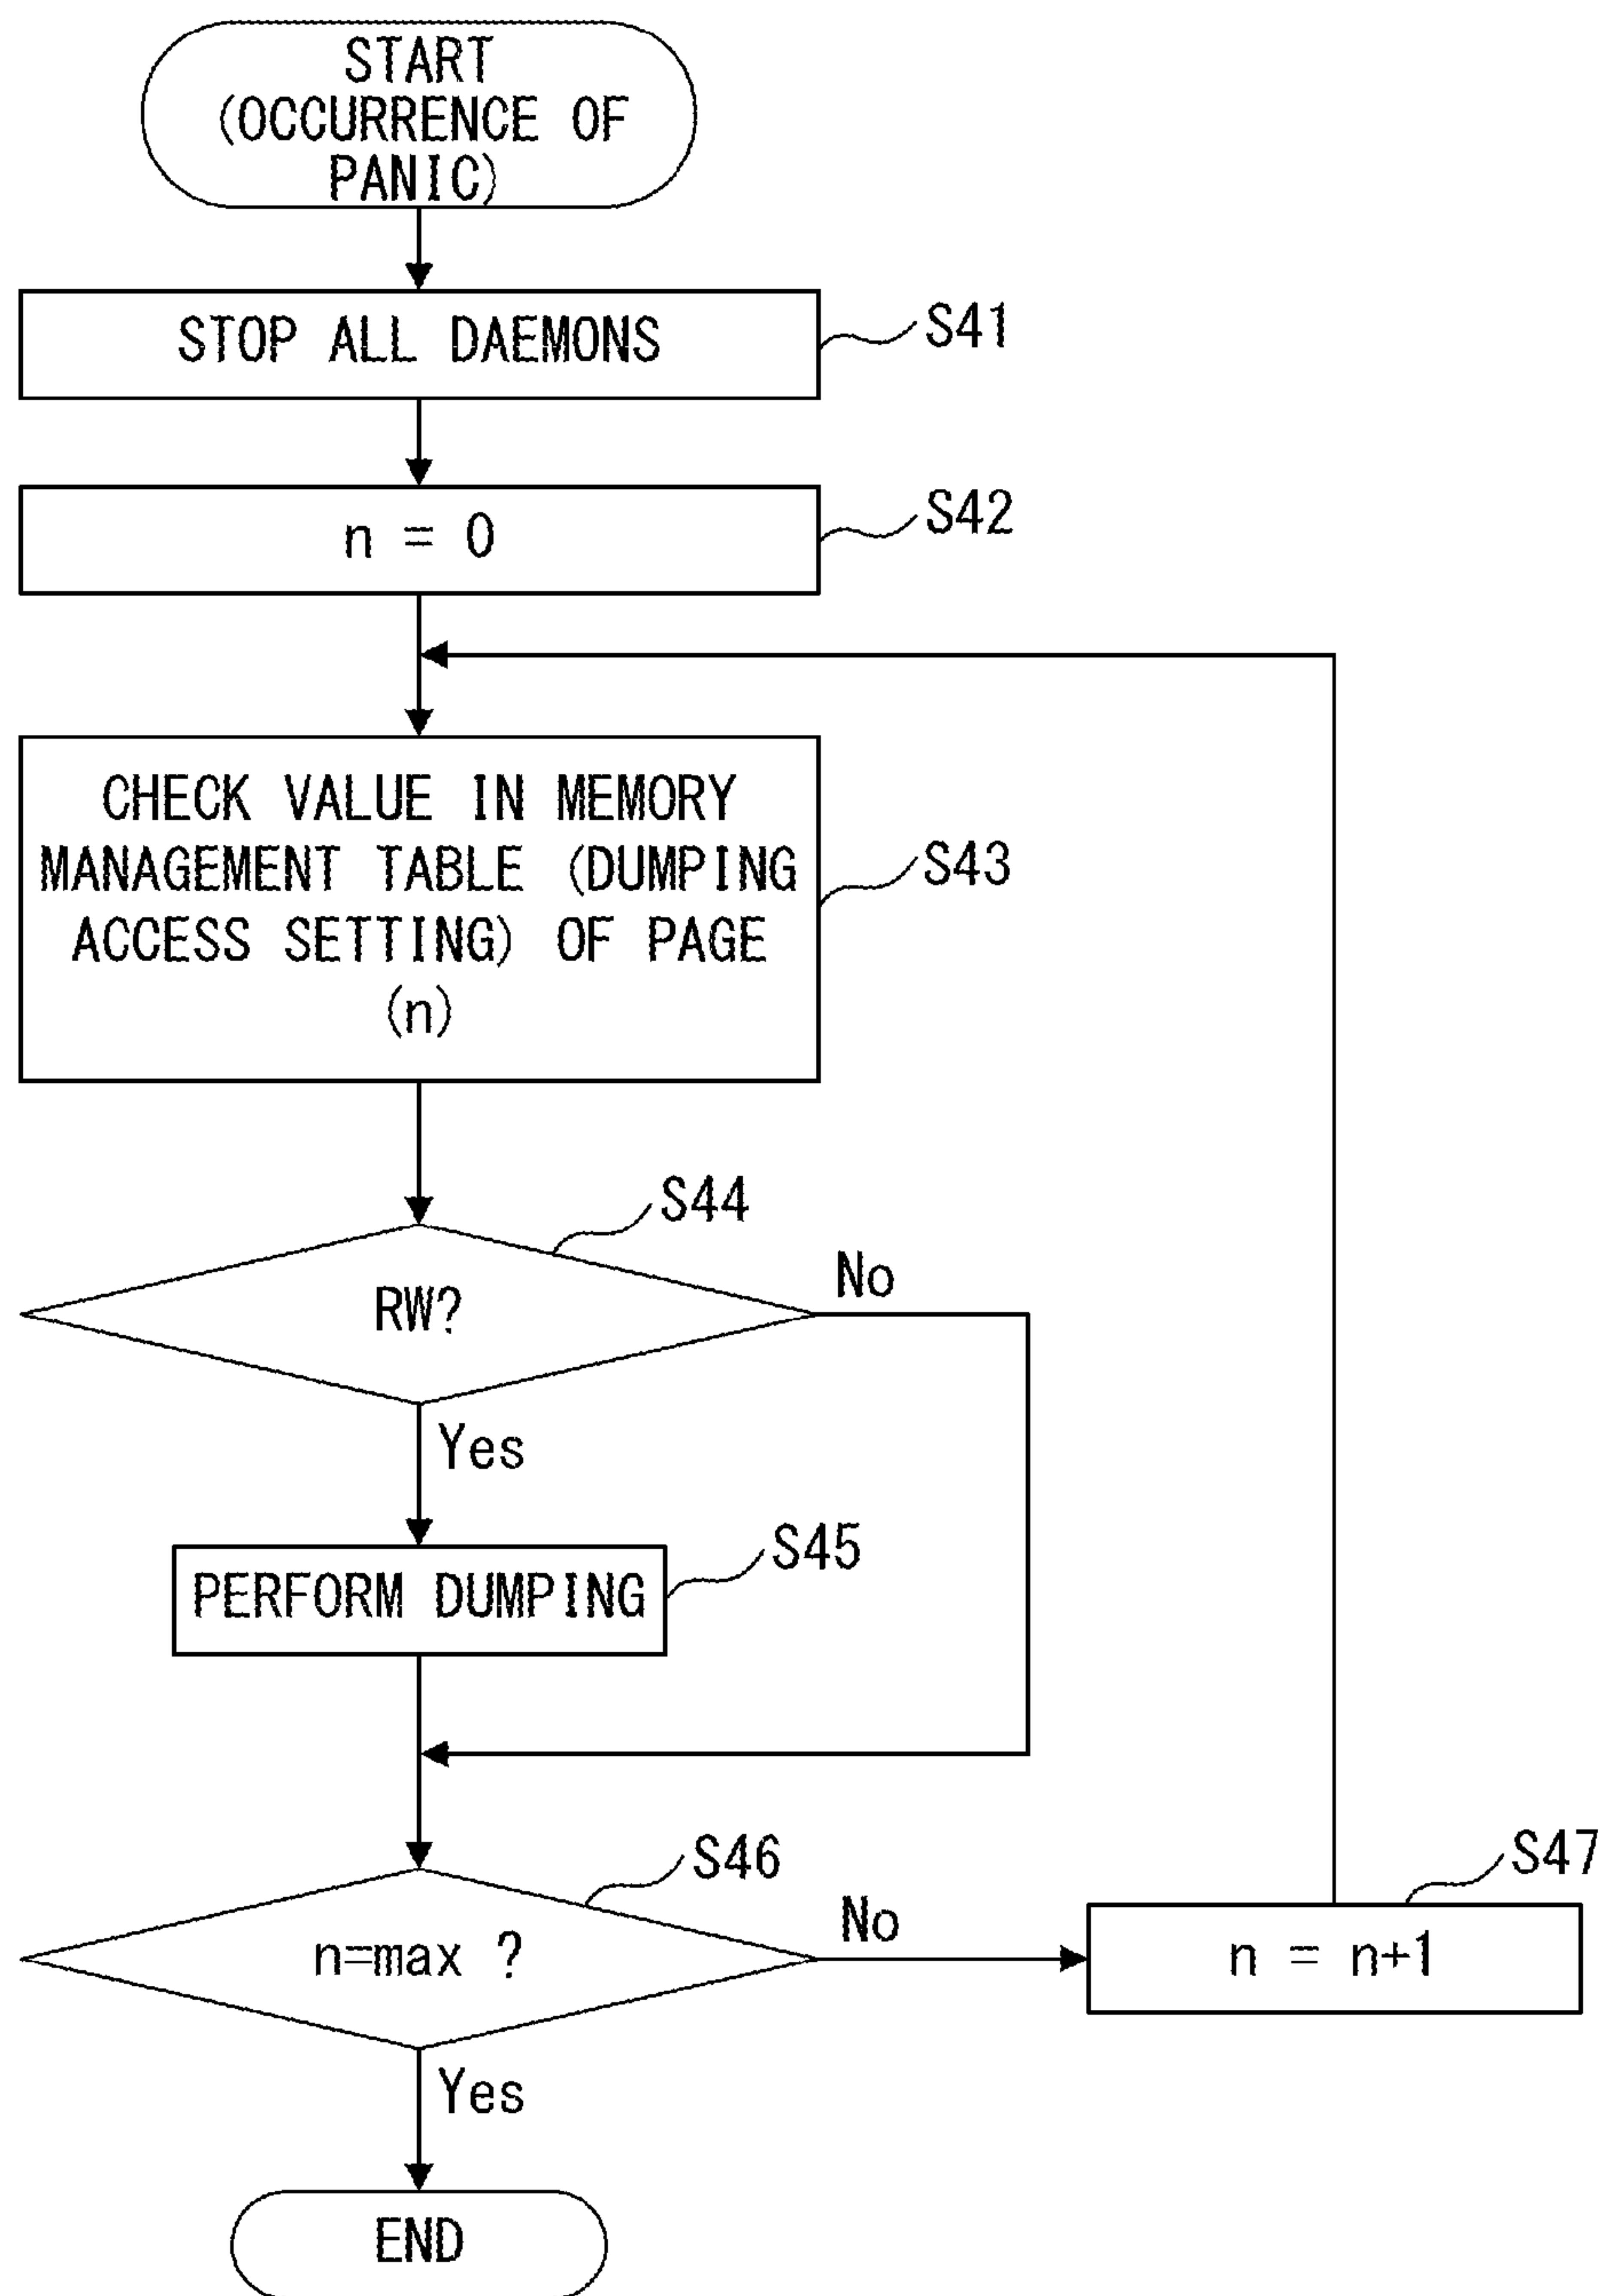 START
(OCCURRENCE OF
PANIC)
STOP ALL DAEMONS
S41
n = 0
S42
CHECK VALUE IN MEMORY
MANAGEMENT TABLE (DUMPING
ACCESS SETTING) OF PAGE
(n)
S43
S44
RW?
No
Yes
PERFORM DUMPING
S45
S46
n=max ?
No
S47
n = n+1
Yes
END